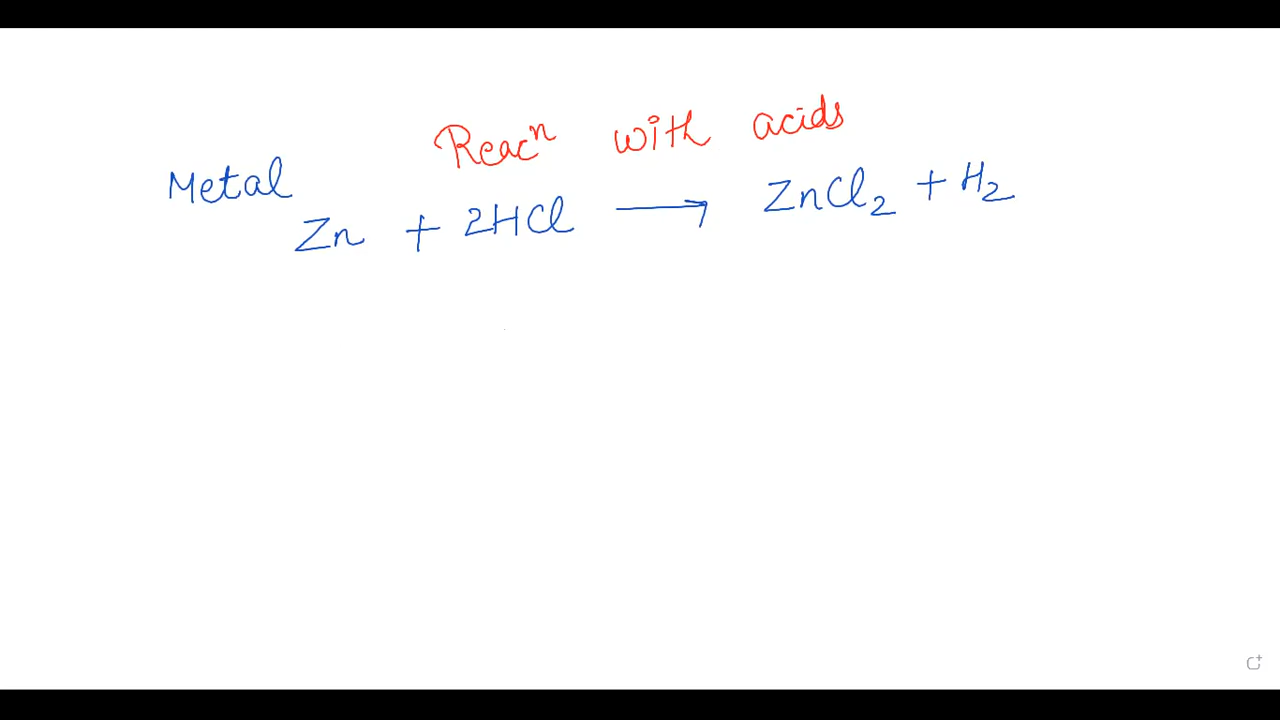 Reacⁿ with acids
Metal
Zn + 2HCl ⟶ ZnCl₂ + H₂